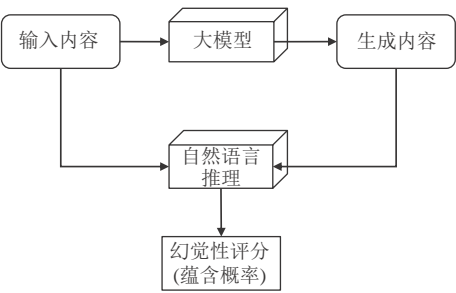 输入内容
大模型
生成内容
自然语言
推理
幻觉性评分
(蕴含概率)